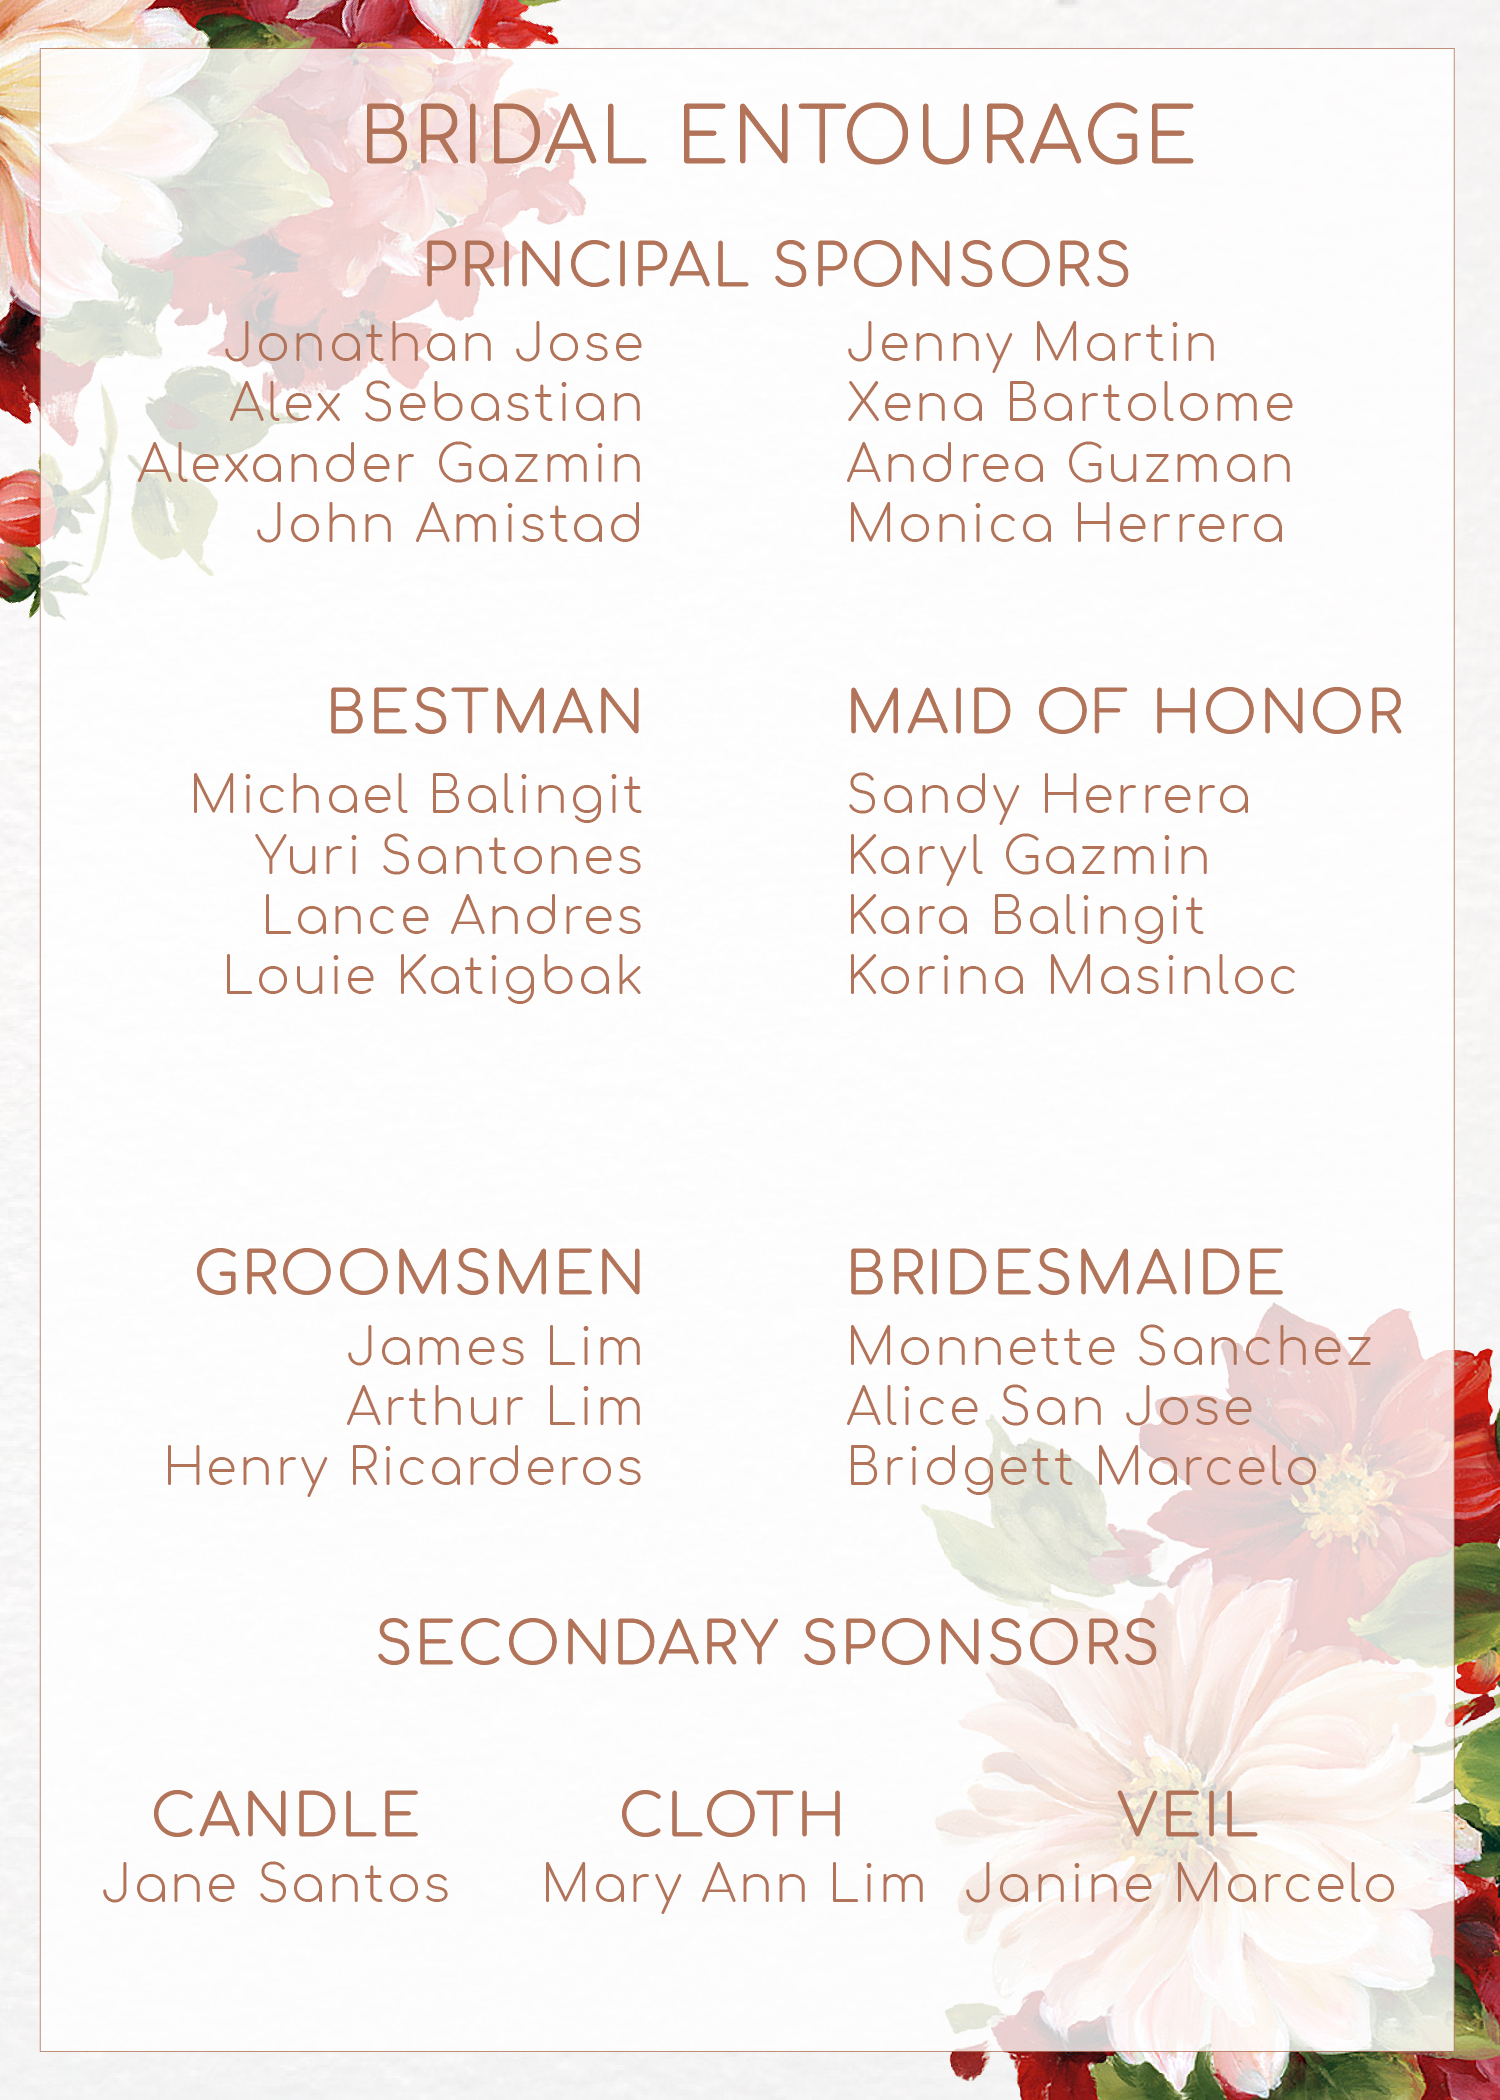 BRIDAL ENTOURAGE
PRINCIPAL SPONSORS
Jonathan Jose
Alex Sebastian
Alexander Gazmin
John Amistad
Jenny Martin
Xena Bartolome
Andrea Guzman
Monica Herrera
BESTMAN
Michael Balingit
Yuri Santones
Lance Andres
Louie Katigbak
MAID OF HONOR
Sandy Herrera
Karyl Gazmin
Kara Balingit
Korina Masinloc
GROOMSMEN
James Lim
Arthur Lim
Henry Ricarderos
BRIDESMAIDE
Monnette Sanchez
Alice San Jose
Bridgett Marcelo
SECONDARY SPONSORS
CANDLE
Jane Santos
CLOTH
Mary Ann Lim
VEIL
Janine Marcelo